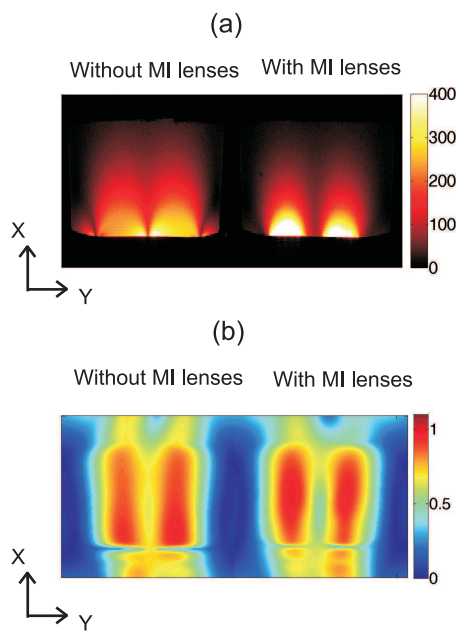 (a)
Without MI lenses With MI lenses
400
300
200
100
0
X
Y
(b)
Without MI lenses With MI lenses
1
0.5
0
X
Y